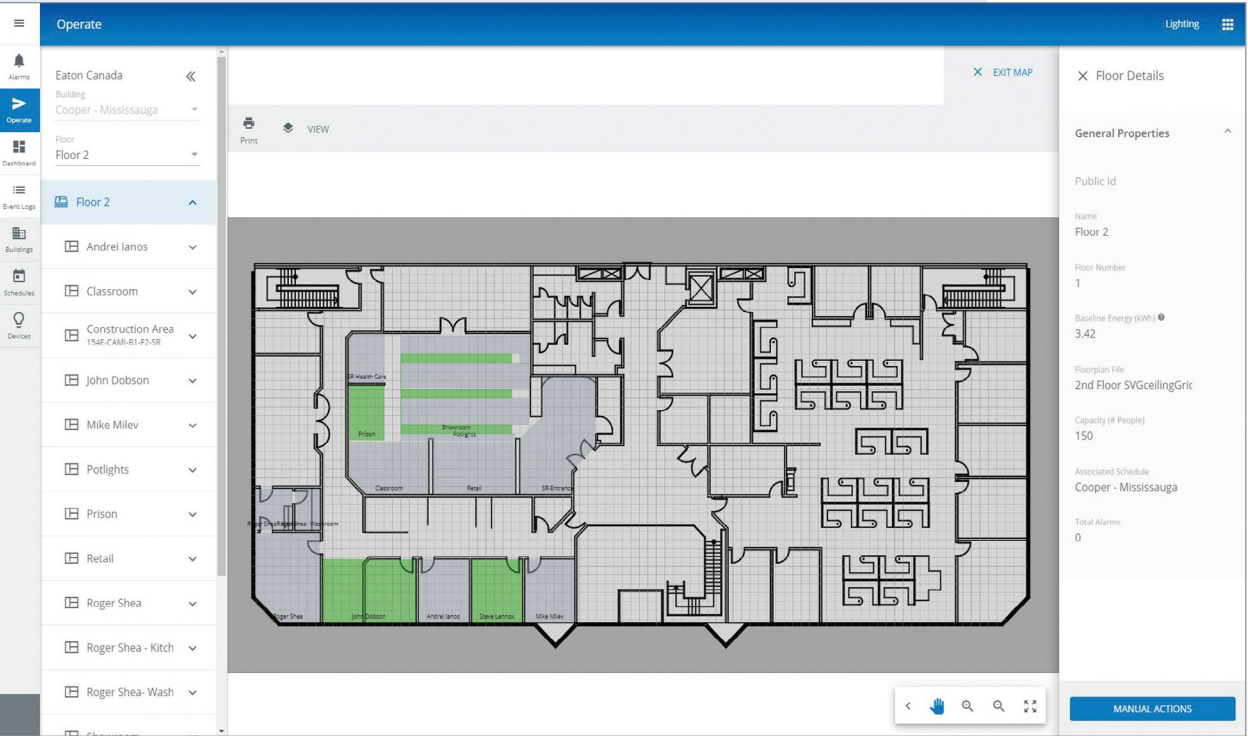 Operate
Lighting
Alarms
Operate
Dashboard
Event Logs
Buildings
Schedules
Devices
Eaton Canada
Building
Cooper - Mississauga
Floor
Floor 2
Floor 2
Andrei Ianos
Classroom
Construction Area
154E-CAMI-B1-F2-SR
John Dobson
Mike Milev
Potlights
Prison
Retail
Roger Shea
Roger Shea - Kitch
Roger Shea- Wash
Showroom
EXIT MAP
Print
VIEW
SR Health Care
Prison
Showroom
Potlights
Classroom
Retail
SR-Entrance
Roger Shea
John Dobson
Andrei Ianos
Steve Lennox
Mike Milev
Floor Details
General Properties
Public Id
Name
Floor 2
Floor Number
1
Baseline Energy (kWh)
3.42
Floorplan File
2nd Floor SVGceilingGric
Capacity (# People)
150
Associated Schedule
Cooper - Mississauga
Total Alarms
0
MANUAL ACTIONS